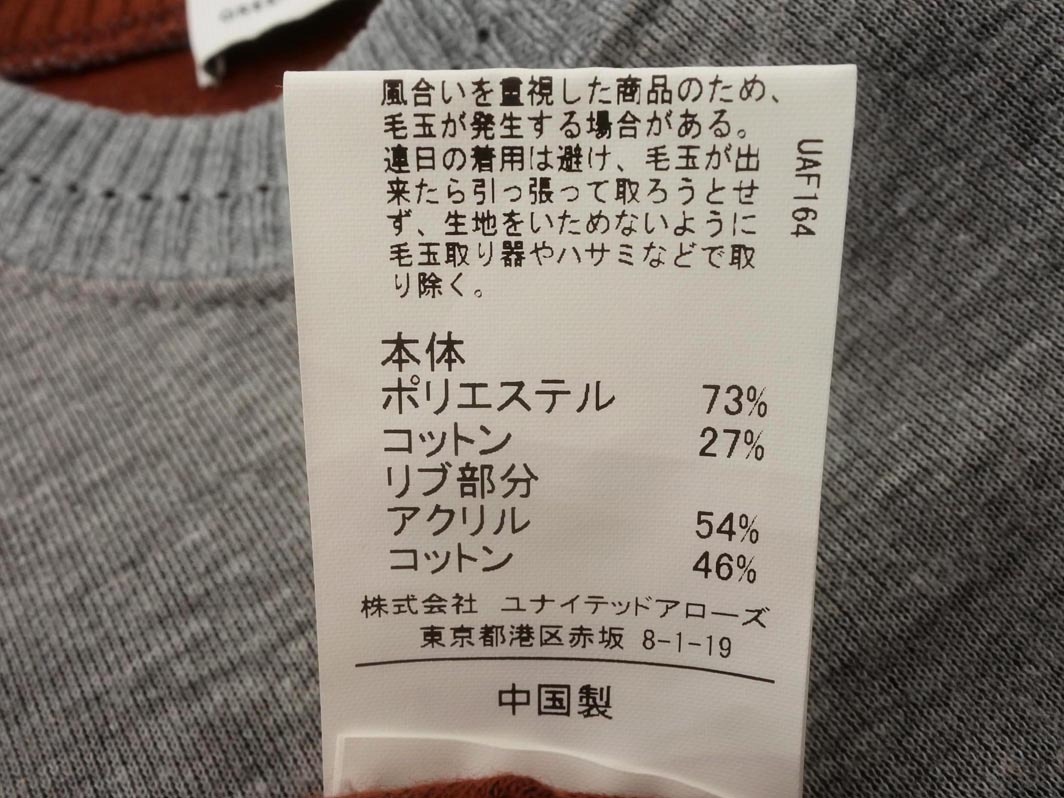 風合いを重視した商品のため、
毛玉が発生する場合がある。
連日の着用は避け、毛玉が出
来たら引っ張って取ろうとせ
ず、生地をいためないように
毛玉取り器やハサミなどで取
り除く。
UAF164
本体
ポリエステル 73%
コットン 27%
リブ部分
アクリル 54%
コットン 46%
株式会社 ユナイテッドアローズ
東京都港区赤坂 8-1-19
中国製